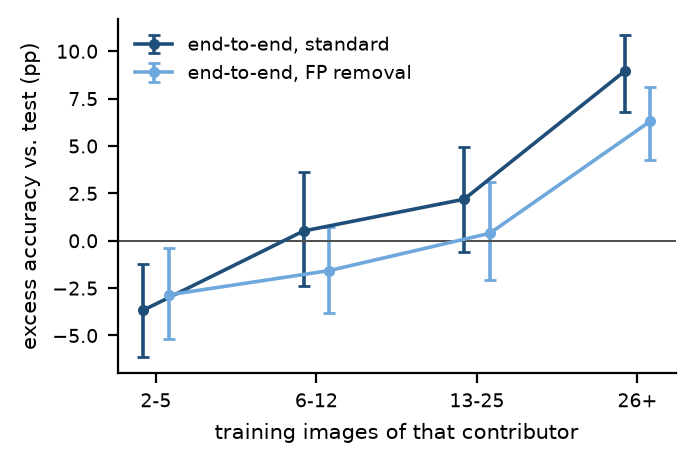 end-to-end, standard
end-to-end, FP removal
excess accuracy vs. test (pp)
10.0
7.5
5.0
2.5
0.0
−2.5
−5.0
2-5
6-12
13-25
26+
training images of that contributor